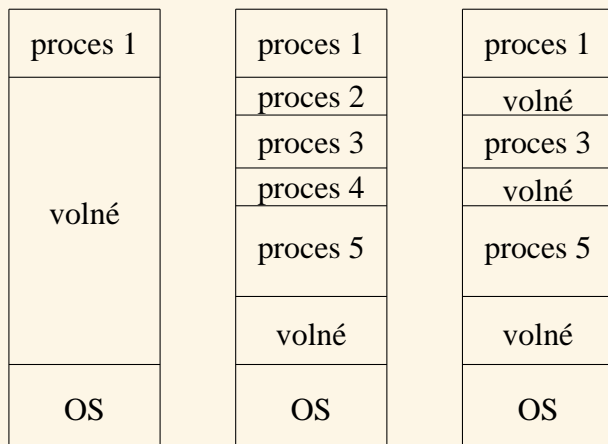 proces 1
volné
OS
proces 1
proces 2
proces 3
proces 4
proces 5
volné
OS
proces 1
volné
proces 3
volné
proces 5
volné
OS